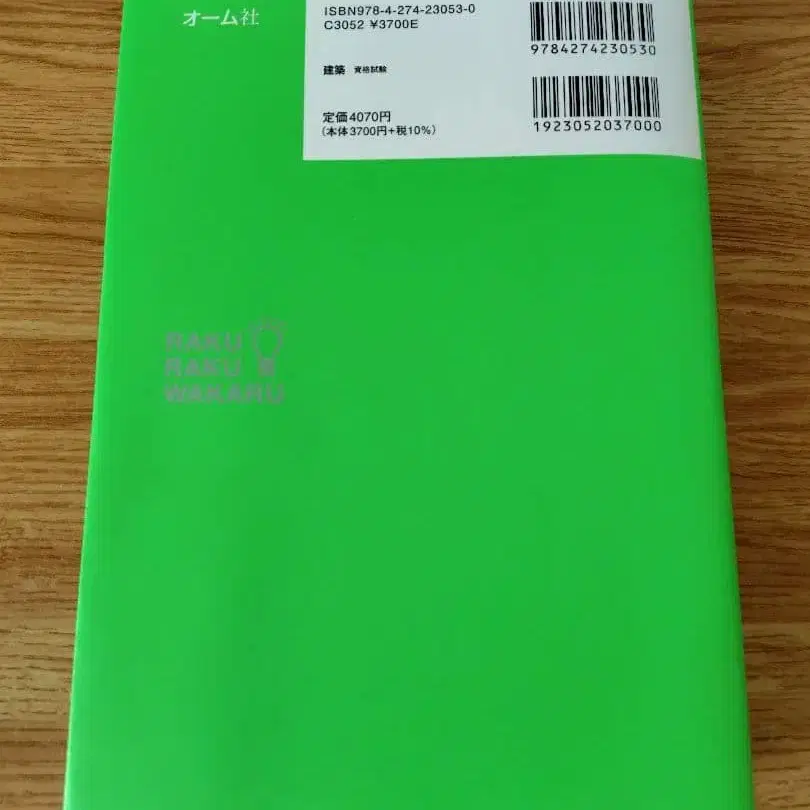 オーム社
ISBN978-4-274-23053-0
C3052 ¥3700E
9784274230530
建築 資格試験
定価4070円
（本体3700円+税10%）
1923052037000
RAKU
RAKU
WAKARU